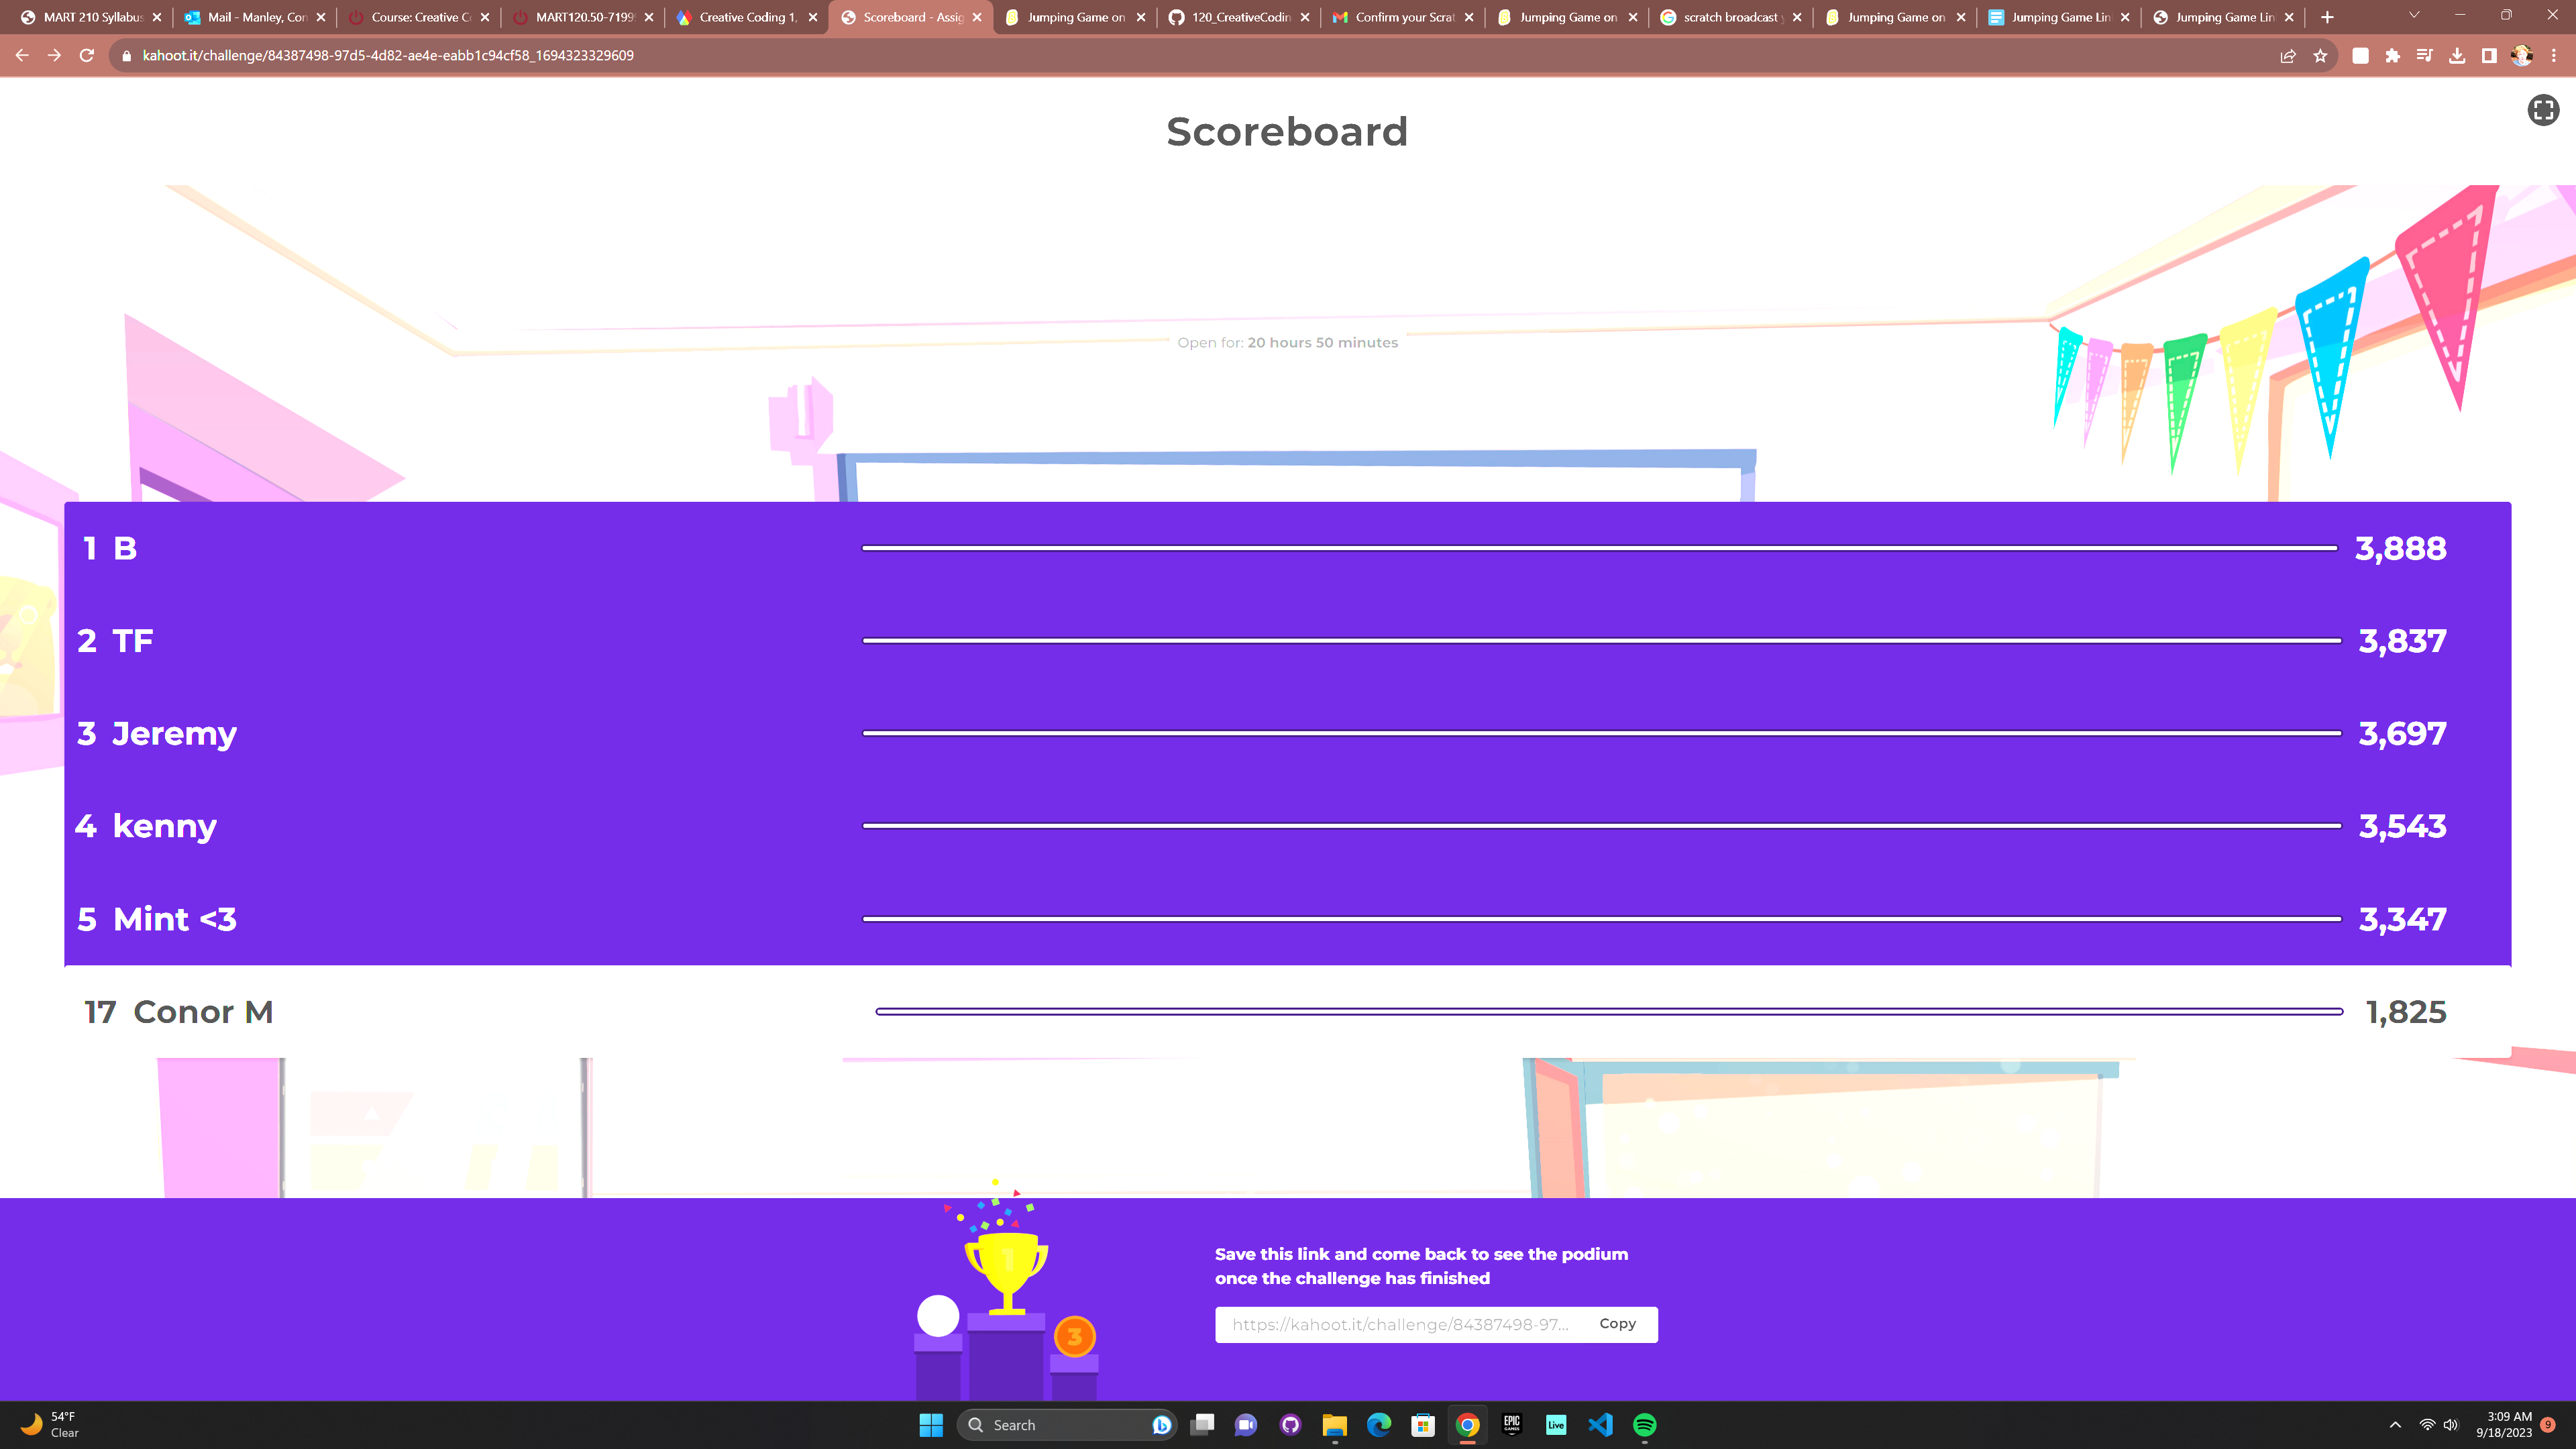 MART 210 Syllabus
Mail - Manley, Con
Course: Creative Co
MART120.50-7199
Creative Coding 1,
Scoreboard - Assig
Jumping Game on
120_CreativeCodin
Confirm your Scrat
Jumping Game on
scratch broadcast
Jumping Game on
Jumping Game Lin
Jumping Game Lin
kahoot.it/challenge/84387498-97d5-4d82-ae4e-eabb1c94cf58_1694323329609
Scoreboard
Open for: 20 hours 50 minutes
1 B 3,888
2 TF 3,837
3 Jeremy 3,697
4 kenny 3,543
5 Mint <3 3,347
17 Conor M 1,825
1
3
Save this link and come back to see the podium
once the challenge has finished
https://kahoot.it/challenge/84387498-97... Copy
54°F
Clear
Search
EPIC
GAMES
Live
3:09 AM
9/18/2023
9